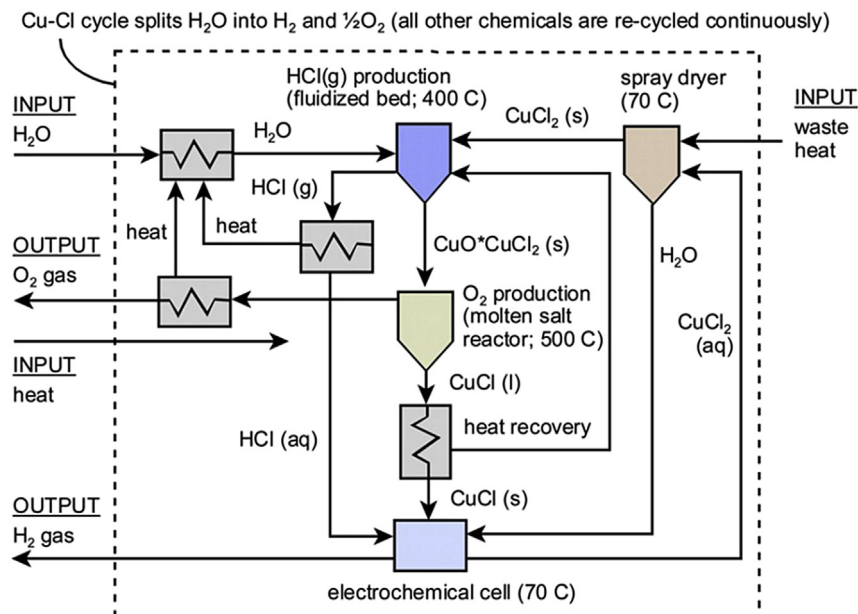 Cu-Cl cycle splits H₂O into H₂ and ½O₂ (all other chemicals are re-cycled continuously)
HCl(g) production
(fluidized bed; 400 C)
spray dryer
(70 C)
INPUT
H₂O
H₂O
CuCl₂ (s)
INPUT
waste
heat
HCl (g)
heat
heat
CuO*CuCl₂ (s)
H₂O
OUTPUT
O₂ gas
O₂ production
(molten salt
reactor; 500 C)
CuCl₂
(aq)
INPUT
heat
CuCl (l)
HCl (aq)
heat recovery
CuCl (s)
OUTPUT
H₂ gas
electrochemical cell (70 C)